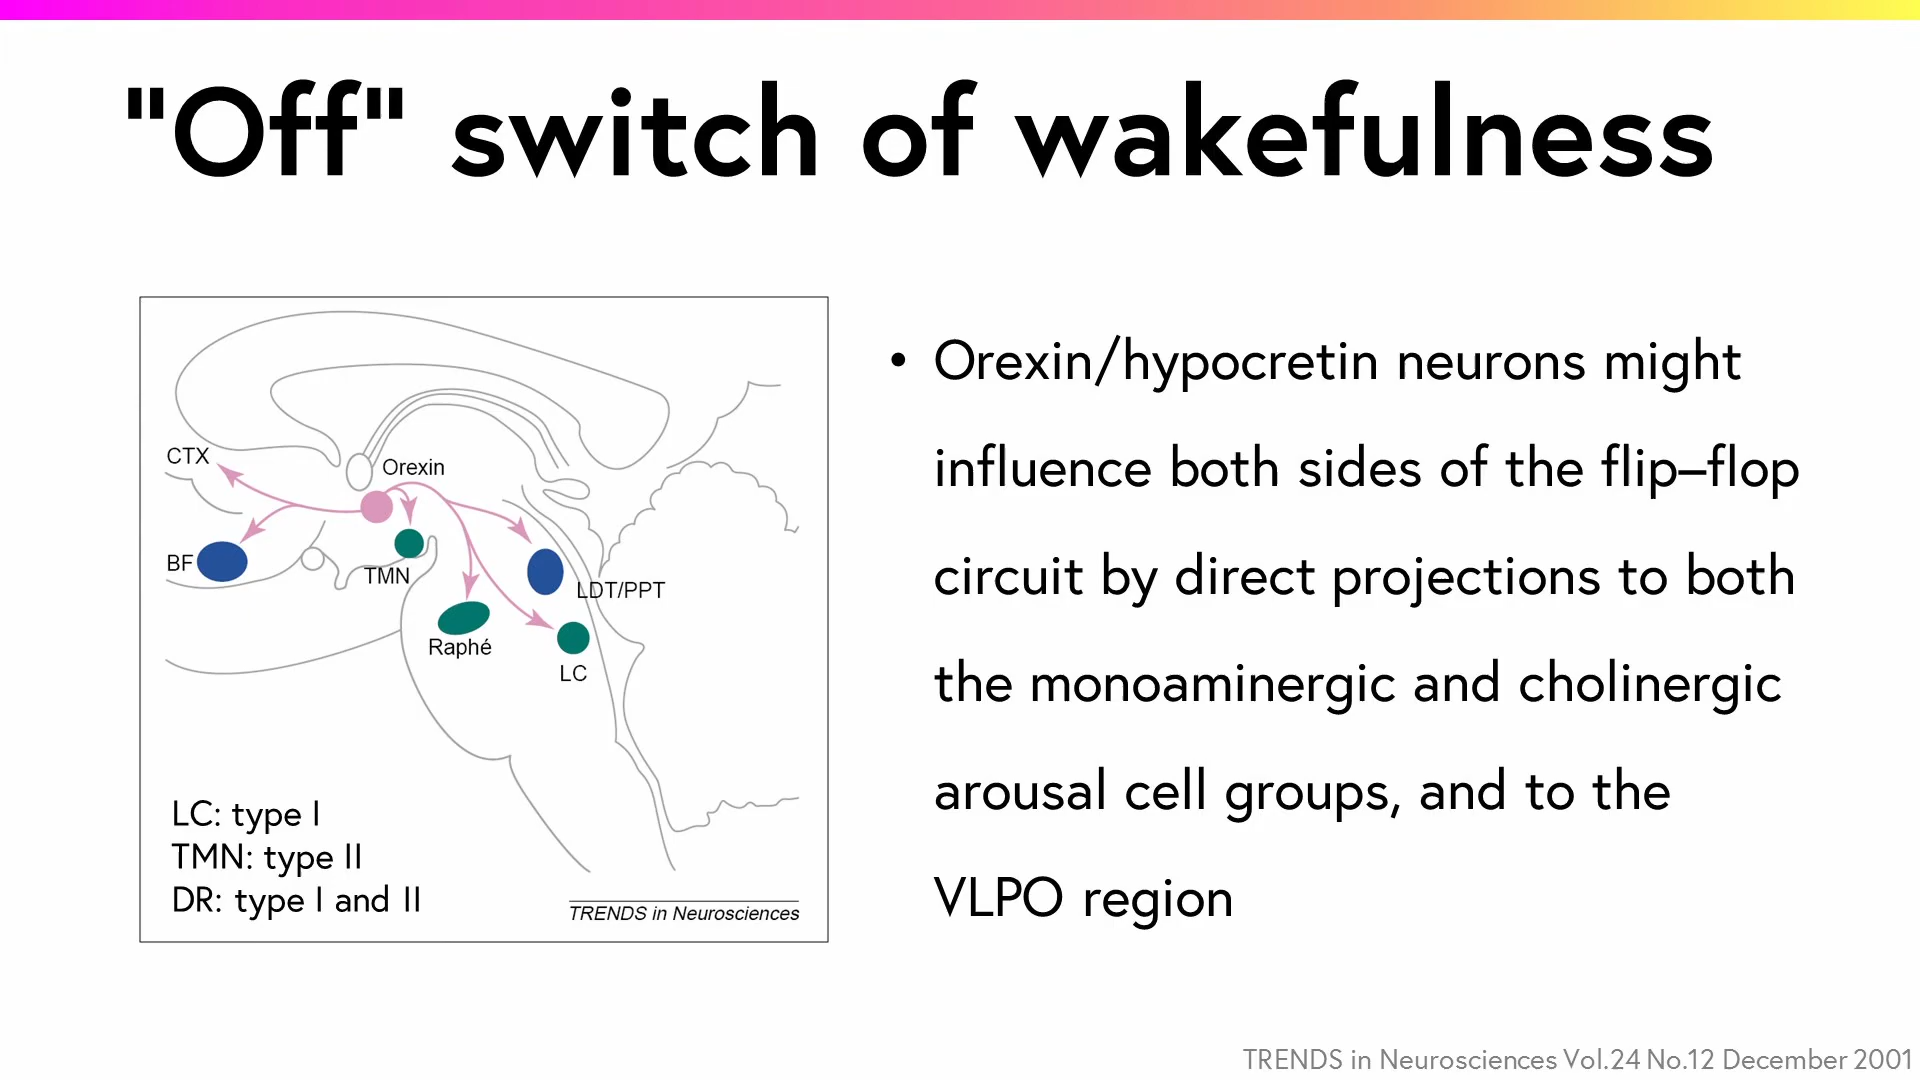 "Off" switch of wakefulness
CTX
Orexin
BF
TMN
LDT/PPT
Raphé
LC
LC: type I
TMN: type II
DR: type I and II
TRENDS in Neurosciences
• Orexin/hypocretin neurons might
influence both sides of the flip–flop
circuit by direct projections to both
the monoaminergic and cholinergic
arousal cell groups, and to the
VLPO region
TRENDS in Neurosciences Vol.24 No.12 December 2001